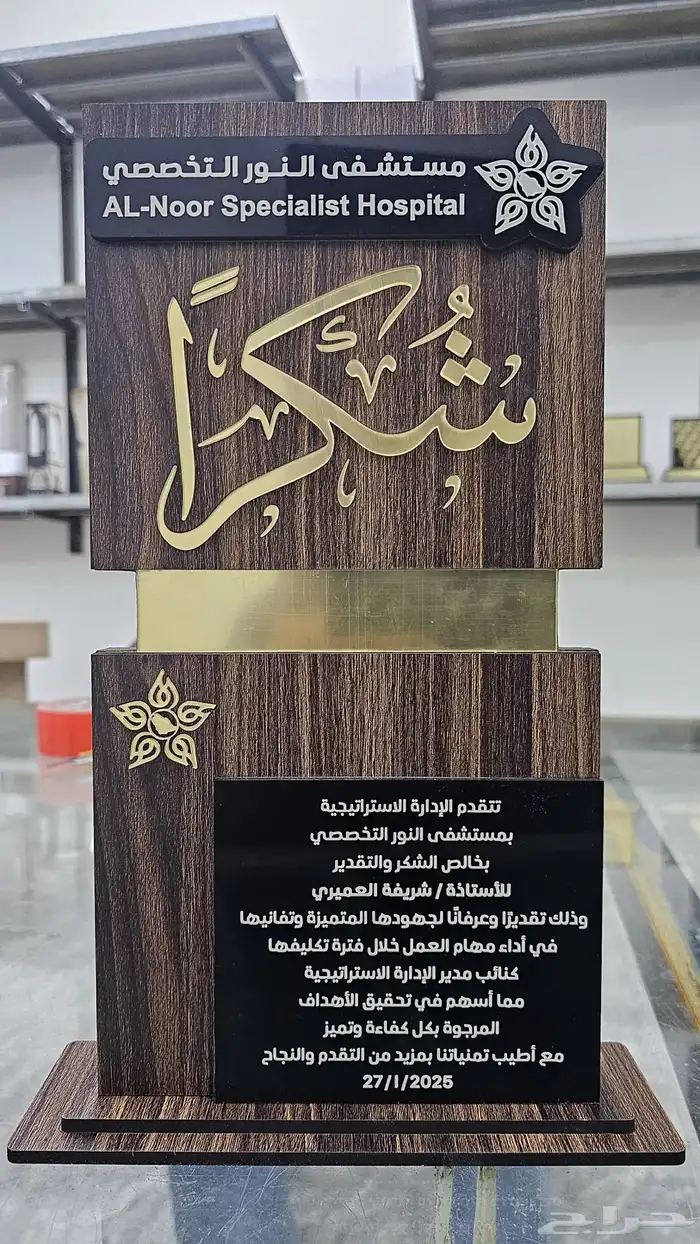 مستشفى النور التخصصي
AL-Noor Specialist Hospital
شُكرًا
تتقدم الإدارة الاستراتيجية
بمستشفى النور التخصصي
بخالص الشكر والتقدير
للأستاذة / شريفة العميري
وذلك تقديرًا وعرفانًا لجهودها المتميزة وتفانيها
في أداء مهام العمل خلال فترة تكليفها
كنائب مدير الإدارة الاستراتيجية
مما أسهم في تحقيق الأهداف
المرجوة بكل كفاءة وتميز
مع أطيب تمنياتنا بمزيد من التقدم والنجاح
27/1/2025
حراج